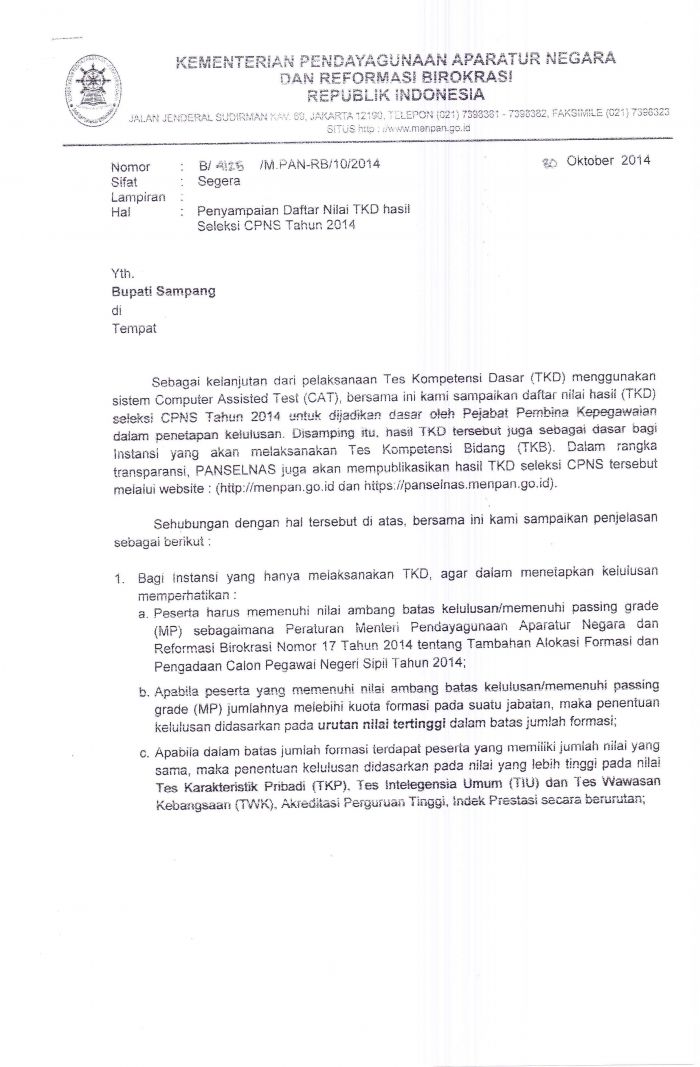 KEMENTERIAN PENDAYAGUNAAN APARATUR NEGARA
DAN REFORMASI BIROKRASI
REPUBLIK INDONESIA
JALAN JENDERAL SUDIRMAN KAV. 69, JAKARTA 12190, TELEPON (021) 7398381 - 7398382, FAKSIMILE (021) 7398323
SITUS http : //www.menpan.go.id
Nomor : B/ /M.PAN-RB/10/2014 30 Oktober 2014
Sifat : Segera
Lampiran :
Hal : Penyampaian Daftar Nilai TKD hasil
Seleksi CPNS Tahun 2014
Yth.
Bupati Sampang
di
Tempat
Sebagai kelanjutan dari pelaksanaan Tes Kompetensi Dasar (TKD) menggunakan
sistem Computer Assisted Test (CAT), bersama ini kami sampaikan daftar nilai hasil (TKD)
seleksi CPNS Tahun 2014 untuk dijadikan dasar oleh Pejabat Pembina Kepegawaian
dalam penetapan kelulusan. Disamping itu, hasil TKD tersebut juga sebagai dasar bagi
Instansi yang akan melaksanakan Tes Kompetensi Bidang (TKB). Dalam rangka
transparansi, PANSELNAS juga akan mempublikasikan hasil TKD seleksi CPNS tersebut
melalui website : (http://menpan.go.id dan https://panselnas.menpan.go.id).
Sehubungan dengan hal tersebut di atas, bersama ini kami sampaikan penjelasan
sebagai berikut :
1. Bagi Instansi yang hanya melaksanakan TKD, agar dalam menetapkan kelulusan
memperhatikan :
a. Peserta harus memenuhi nilai ambang batas kelulusan/memenuhi passing grade
(MP) sebagaimana Peraturan Menteri Pendayagunaan Aparatur Negara dan
Reformasi Birokrasi Nomor 17 Tahun 2014 tentang Tambahan Alokasi Formasi dan
Pengadaan Calon Pegawai Negeri Sipil Tahun 2014;
b. Apabila peserta yang memenuhi nilai ambang batas kelulusan/memenuhi passing
grade (MP) jumlahnya melebihi kuota formasi pada suatu jabatan, maka penentuan
kelulusan didasarkan pada urutan nilai tertinggi dalam batas jumlah formasi;
c. Apabila dalam batas jumlah formasi terdapat peserta yang memiliki jumlah nilai yang
sama, maka penentuan kelulusan didasarkan pada nilai yang lebih tinggi pada nilai
Tes Karakteristik Pribadi (TKP), Tes Intelegensia Umum (TIU) dan Tes Wawasan
Kebangsaan (TWK), Akreditasi Perguruan Tinggi, Indek Prestasi secara berurutan;